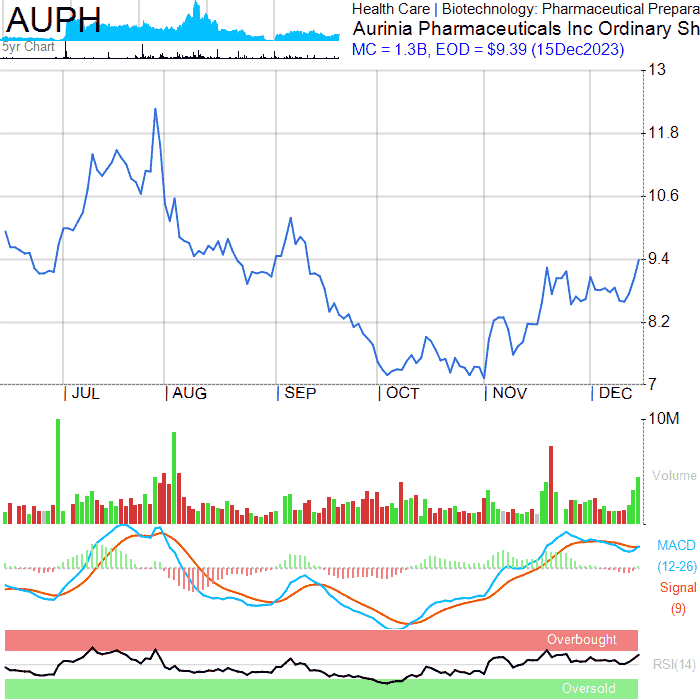 AUPH
5yr Chart
Health Care | Biotechnology: Pharmaceutical Prepara
Aurinia Pharmaceuticals Inc Ordinary Sh
MC = 1.3B, EOD = $9.39 (15Dec2023)
13
11.8
10.6
9.4
8.2
7
| JUL | AUG | SEP | OCT | NOV | DEC
10M
Volume
MACD
(12-26)
Signal
(9)
Overbought
RSI(14)
Oversold